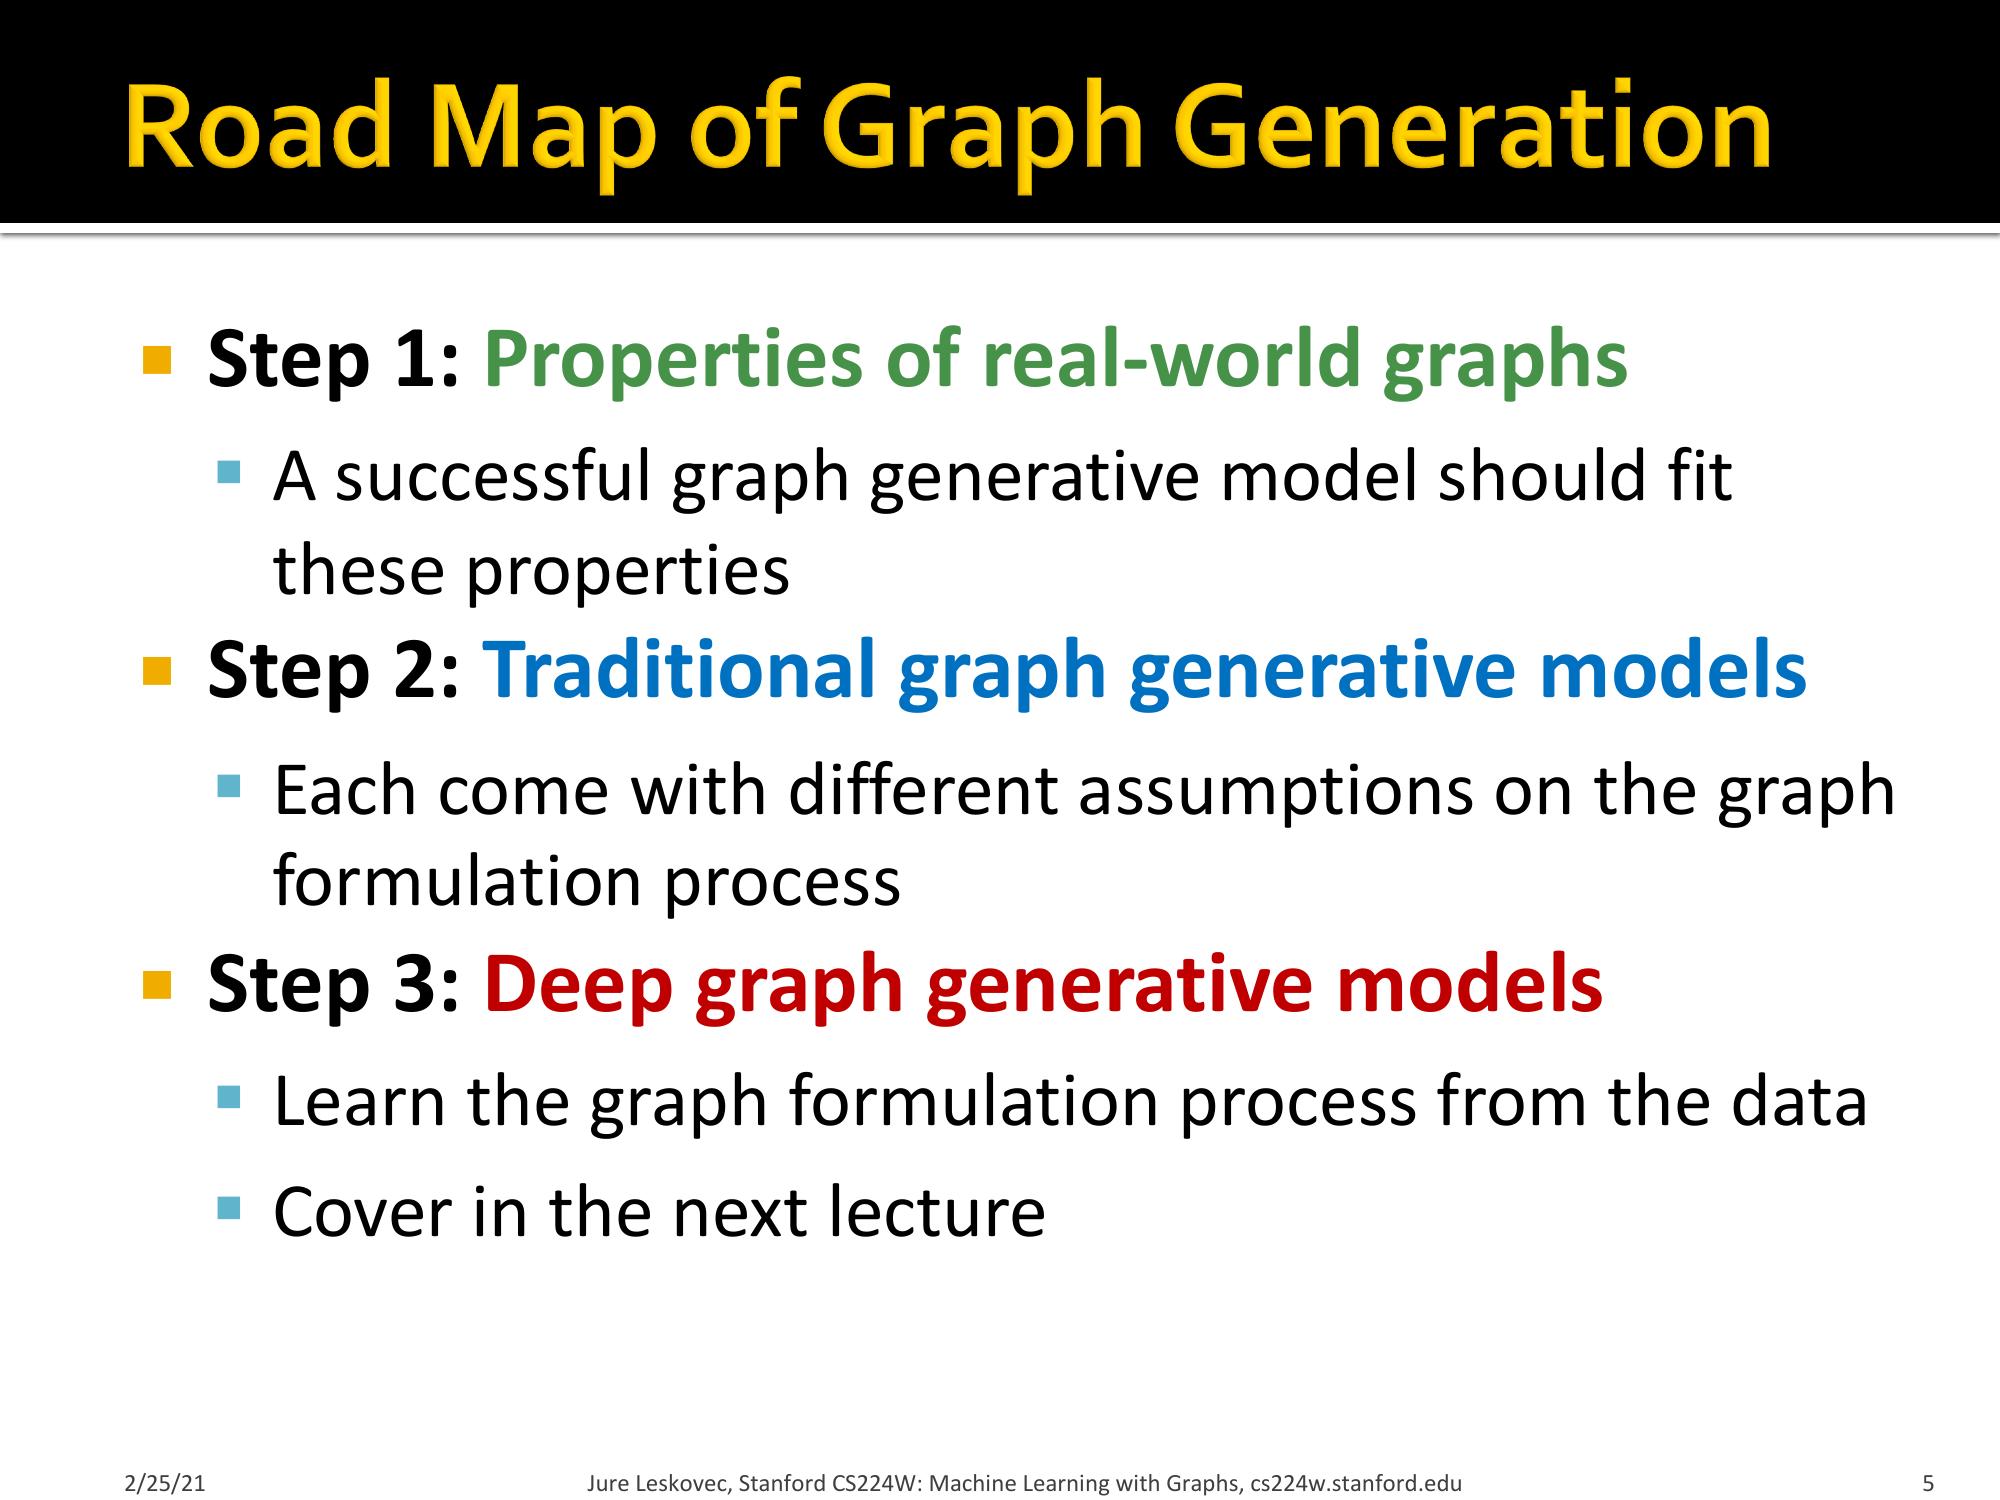 Road Map of Graph Generation
Step 1: Properties of real-world graphs
A successful graph generative model should fit
these properties
Step 2: Traditional graph generative models
Each come with different assumptions on the graph
formulation process
Step 3: Deep graph generative models
Learn the graph formulation process from the data
Cover in the next lecture
2/25/21
Jure Leskovec, Stanford CS224W: Machine Learning with Graphs, cs224w.stanford.edu
5